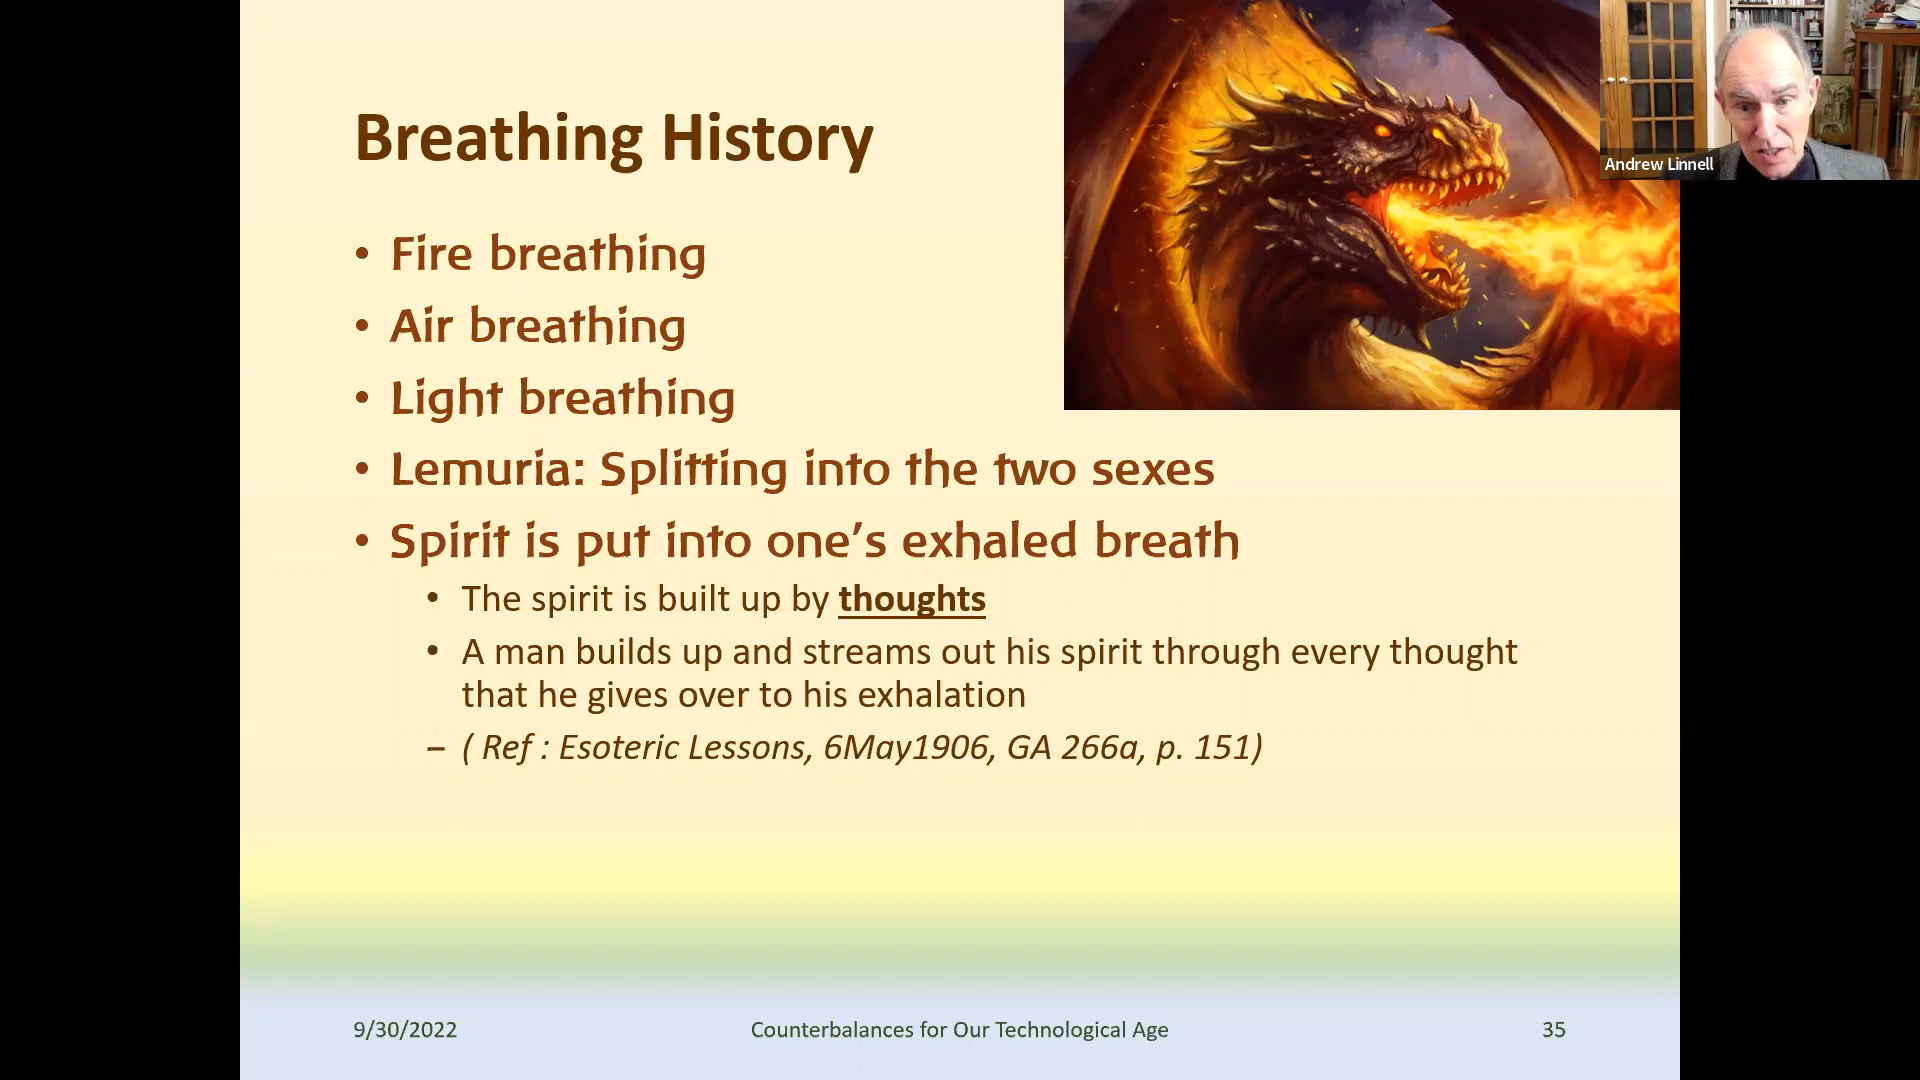 Andrew Linnell
Breathing History
• Fire breathing
• Air breathing
• Light breathing
• Lemuria: Splitting into the two sexes
• Spirit is put into one’s exhaled breath
• The spirit is built up by thoughts
• A man builds up and streams out his spirit through every thought
that he gives over to his exhalation
– ( Ref : Esoteric Lessons, 6May1906, GA 266a, p. 151)
9/30/2022
Counterbalances for Our Technological Age
35